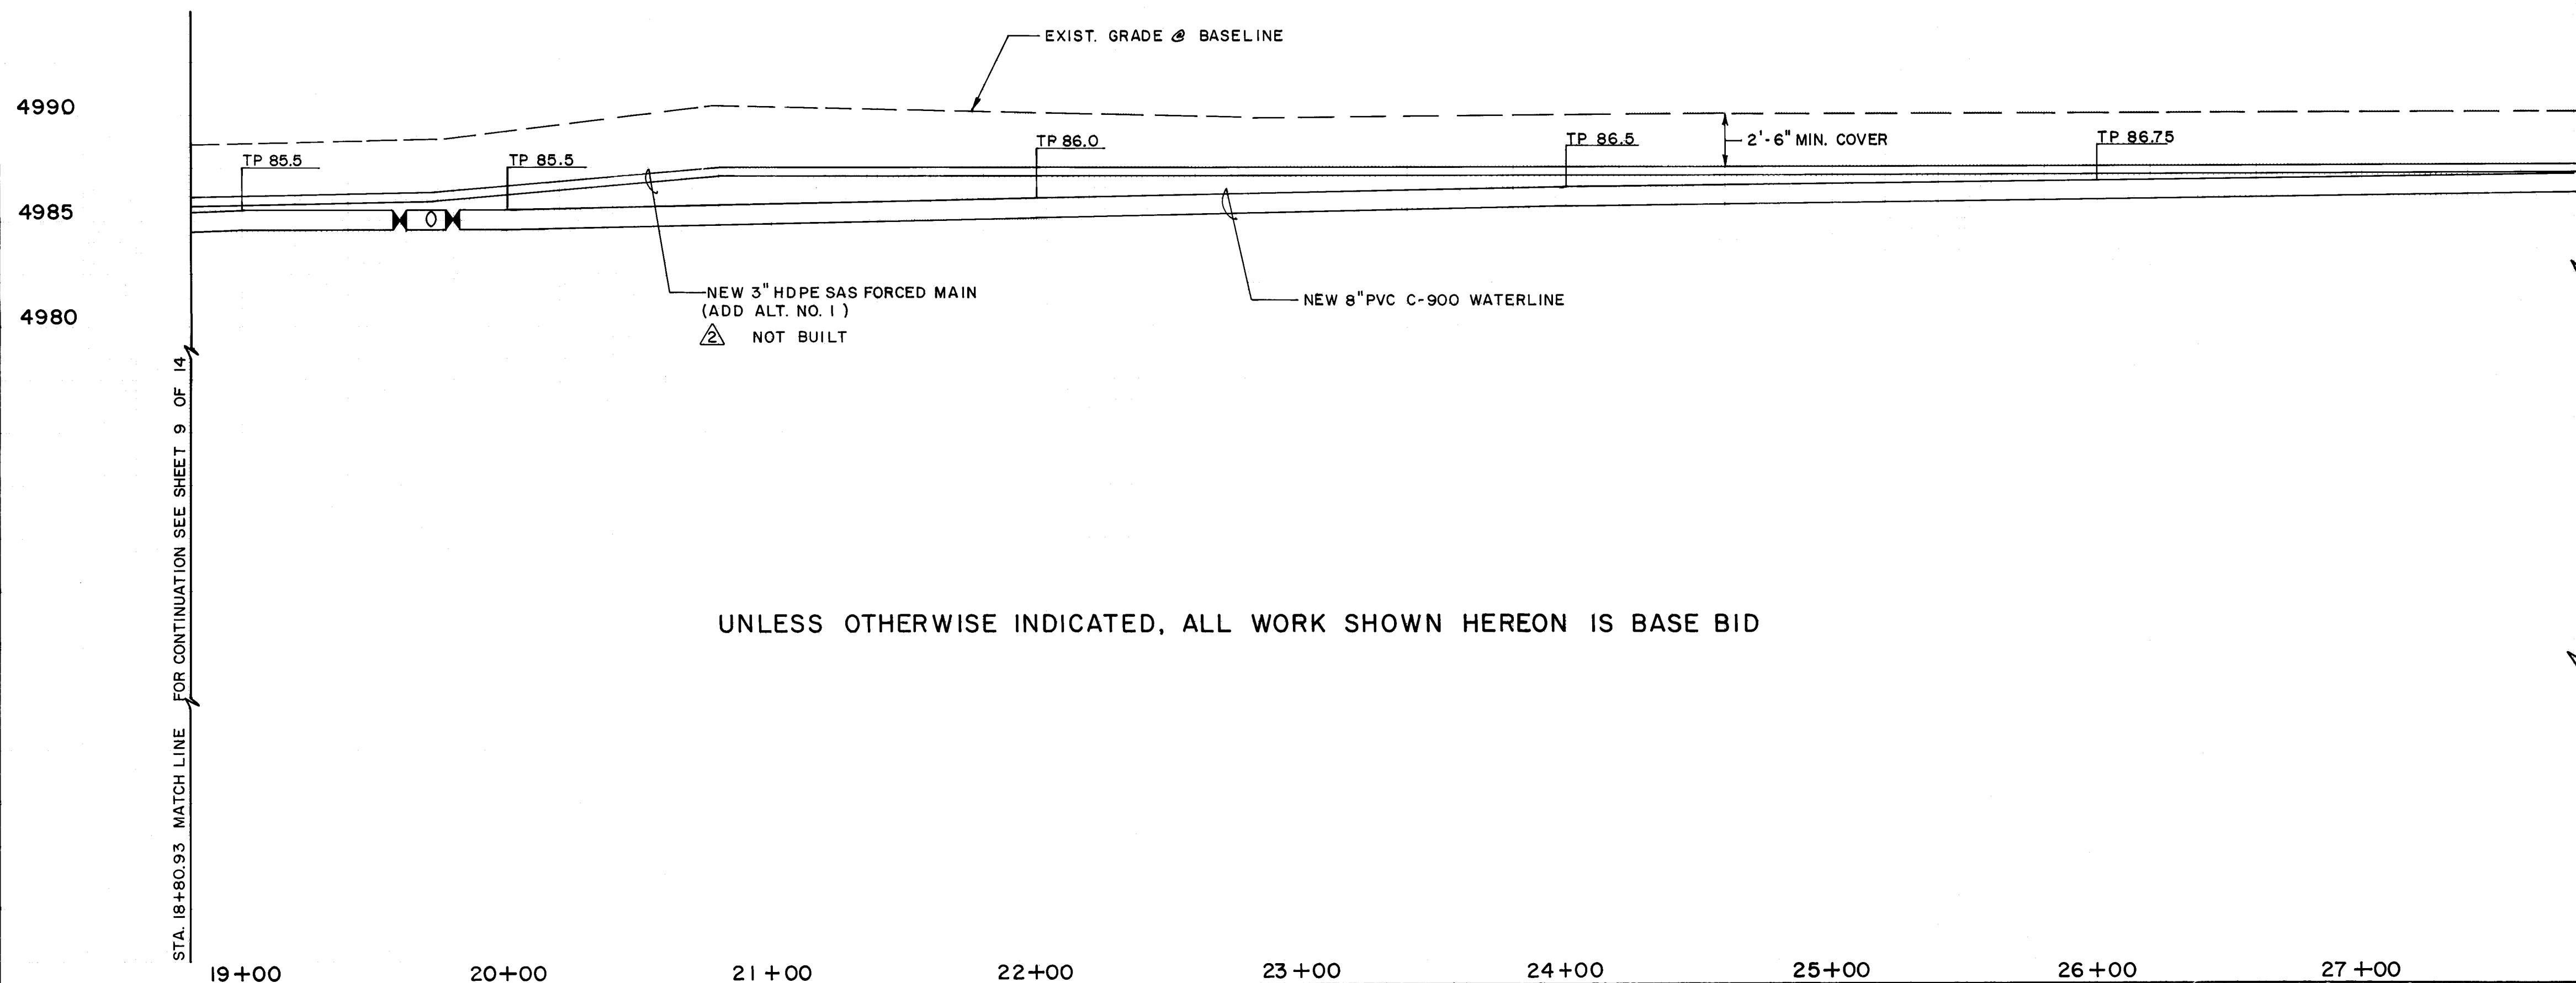 EXIST. GRADE @ BASELINE
4990
TP 85.5
TP 85.5
TP 86.0
TP 86.5
2'-6" MIN. COVER
TP 86.75
4985
NEW 3" HDPE SAS FORCED MAIN
(ADD ALT. NO. 1)
2 NOT BUILT
NEW 8" PVC C-900 WATERLINE
4980
STA. 18+80.93 MATCH LINE FOR CONTINUATION SEE SHEET 9 OF 14
UNLESS OTHERWISE INDICATED, ALL WORK SHOWN HEREON IS BASE BID
19+00 20+00 21+00 22+00 23+00 24+00 25+00 26+00 27+00